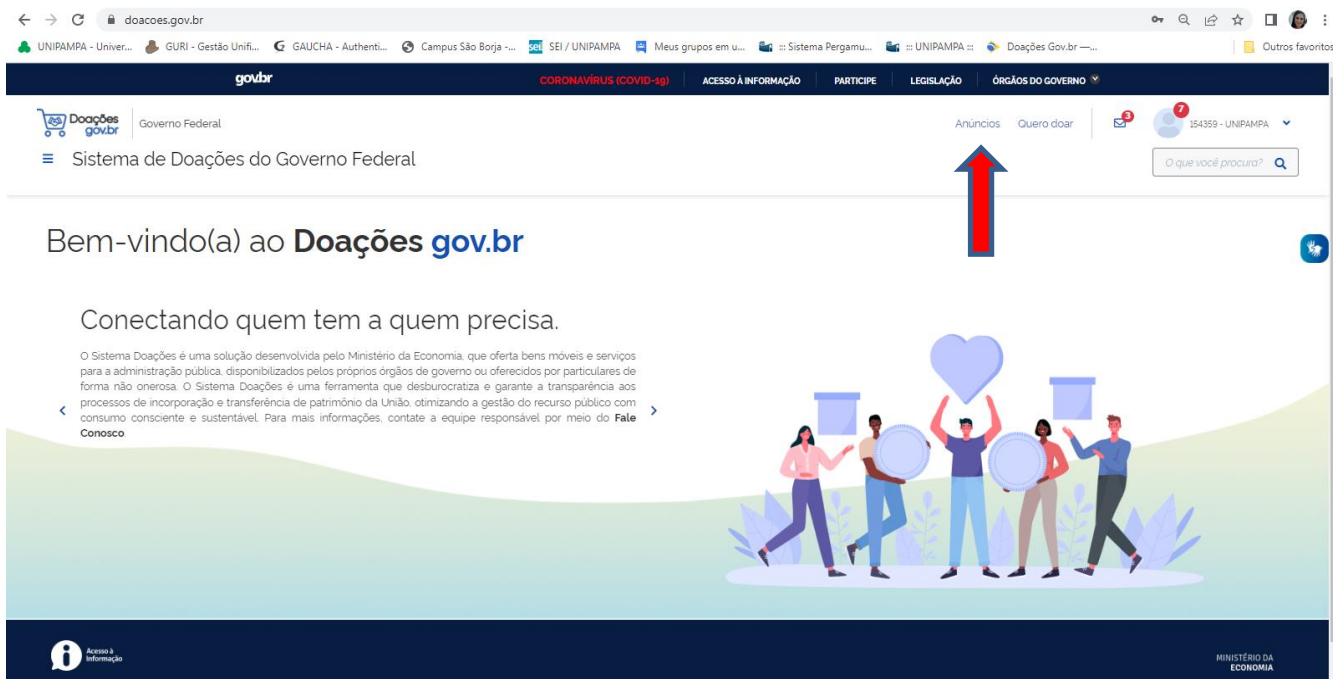 doacoes.gov.br
UNIPAMPA - Univer... GURI - Gestão Unifi... GAUCHA - Authenti... Campus São Borja -... sei! SEI / UNIPAMPA Meus grupos em u... ::: Sistema Pergamu... ::: UNIPAMPA ::: Doações Gov.br —... Outros favoritos
gov.br CORONAVÍRUS (COVID-19) ACESSO À INFORMAÇÃO PARTICIPE LEGISLAÇÃO ÓRGÃOS DO GOVERNO
Doações gov.br Governo Federal Anúncios Quero doar 3 7 154359 - UNIPAMPA
Sistema de Doações do Governo Federal O que você procura?
Bem-vindo(a) ao Doações gov.br
Conectando quem tem a quem precisa.
O Sistema Doações é uma solução desenvolvida pelo Ministério da Economia, que oferta bens móveis e serviços
para a administração pública, disponibilizados pelos próprios órgãos de governo ou oferecidos por particulares de
forma não onerosa. O Sistema Doações é uma ferramenta que desburocratiza e garante a transparência aos
processos de incorporação e transferência de patrimônio da União, otimizando a gestão do recurso público com
consumo consciente e sustentável. Para mais informações, contate a equipe responsável por meio do Fale
Conosco.
Acesso à
Informação
MINISTÉRIO DA
ECONOMIA